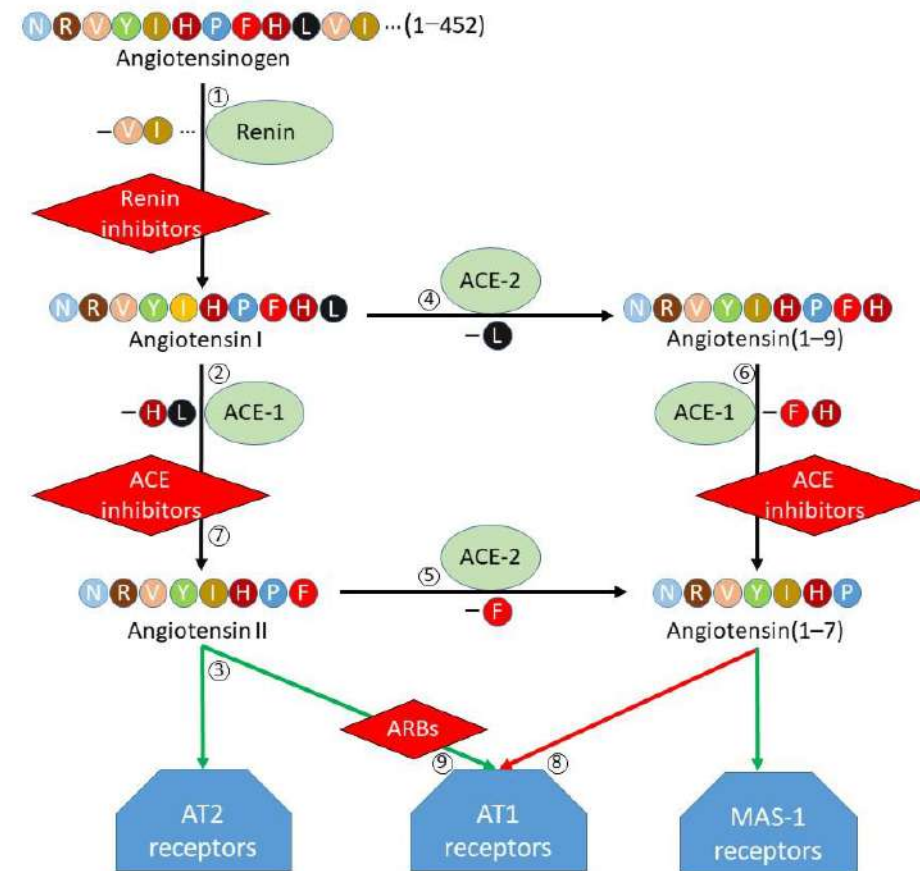 N R V Y I H P F H L V I ···(1–452)
Angiotensinogen
①
– V I ··· Renin
Renin
inhibitors
N R V Y I H P F H L
Angiotensin I
④ ACE-2
– L
N R V Y I H P F H
Angiotensin(1–9)
②
– H L ACE-1
ACE
inhibitors
⑦
⑥
ACE-1 – F H
ACE
inhibitors
N R V Y I H P F
Angiotensin II
⑤ ACE-2
– F
N R V Y I H P
Angiotensin(1–7)
③
ARBs
⑨ ⑧
AT2
receptors
AT1
receptors
MAS-1
receptors